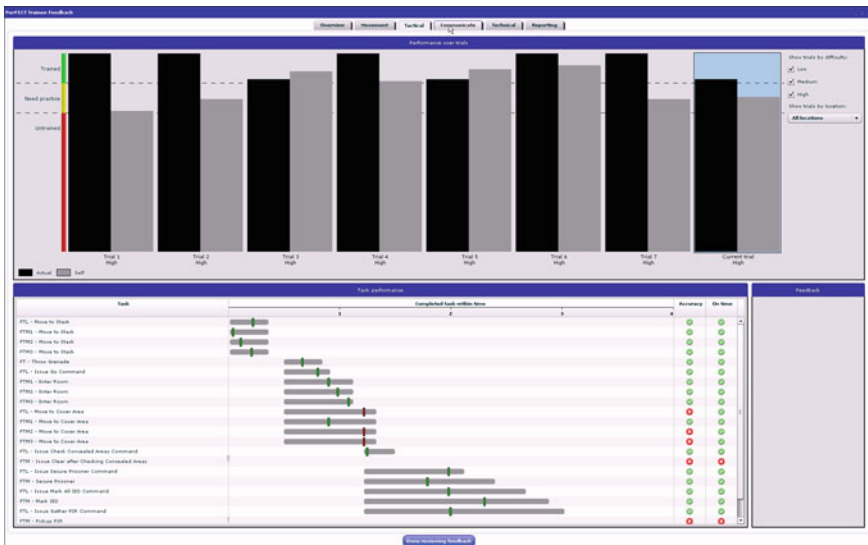 PerFECT Trainee Feedback
Overview Movement Tactical Communicate Technical Reporting
Performance over trials
Trained
Need practice
Untrained
Show trials by difficulty:
Low
Medium
High
Show trials by location:
All locations
Trial 1 Trial 2 Trial 3 Trial 4 Trial 5 Trial 6 Trial 7 Current trial
High High High High High High High High
Actual Self
Task performance
Feedback
Task Completed task within time Accuracy On time
1 2 3 4
FTL - Move to Stack
FTM1 - Move to Stack
FTM2 - Move to Stack
FTM3 - Move to Stack
FT - Throw Grenade
FTL - Issue Go Command
FTM1 - Enter Room
FTM2 - Enter Room
FTM3 - Enter Room
FTL - Move to Cover Area
FTM1 - Move to Cover Area
FTM2 - Move to Cover Area
FTM3 - Move to Cover Area
FTL - Issue Check Concealed Areas Command
FTM - Issue Clear after Checking Concealed Areas
FTL - Issue Secure Prisoner Command
FTM - Secure Prisoner
FTL - Issue Mark All IED Command
FTM - Mark IED
FTL - Issue Gather PIR Command
FTM - Pickup PIR
Done reviewing feedback